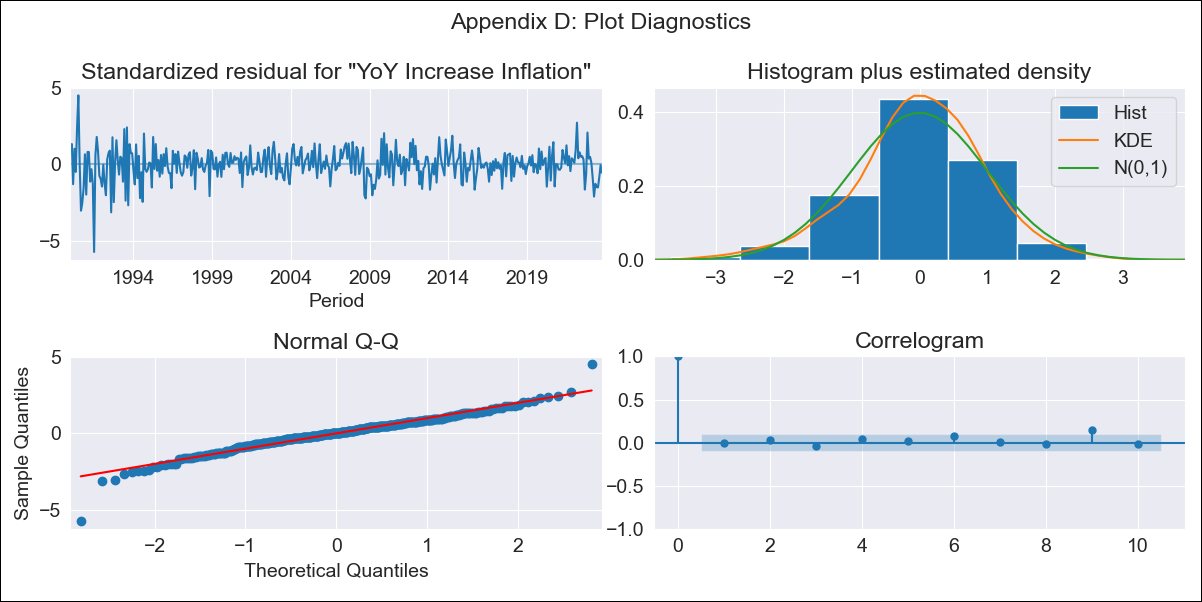 Appendix D: Plot Diagnostics
Standardized residual for "YoY Increase Inflation"
5
0
−5
1994 1999 2004 2009 2014 2019
Period
Histogram plus estimated density
0.4
0.2
0.0
−3 −2 −1 0 1 2 3
Hist
KDE
N(0,1)
Normal Q-Q
Sample Quantiles
5
0
−5
−2 −1 0 1 2
Theoretical Quantiles
Correlogram
1.0
0.5
0.0
−0.5
−1.0
0 2 4 6 8 10